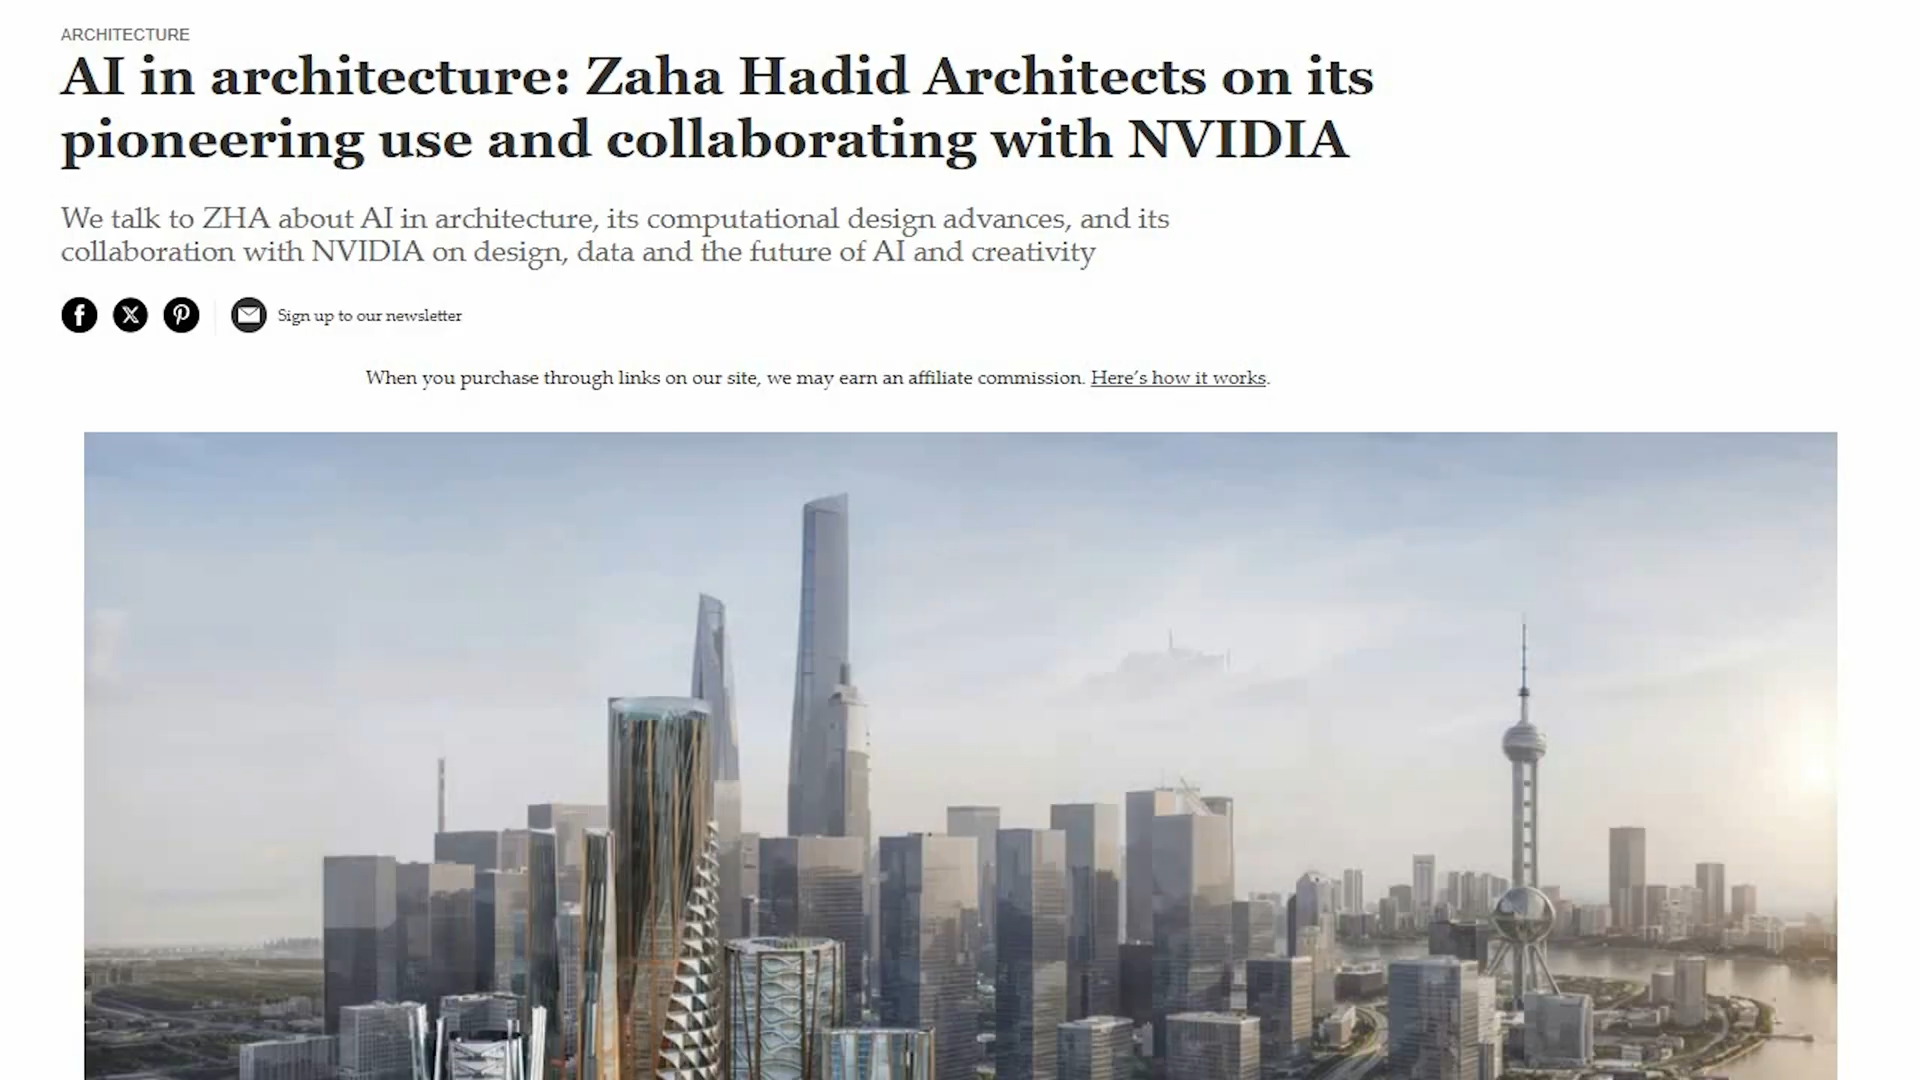 ARCHITECTURE
AI in architecture: Zaha Hadid Architects on its
pioneering use and collaborating with NVIDIA
We talk to ZHA about AI in architecture, its computational design advances, and its
collaboration with NVIDIA on design, data and the future of AI and creativity
Sign up to our newsletter
When you purchase through links on our site, we may earn an affiliate commission. Here’s how it works.